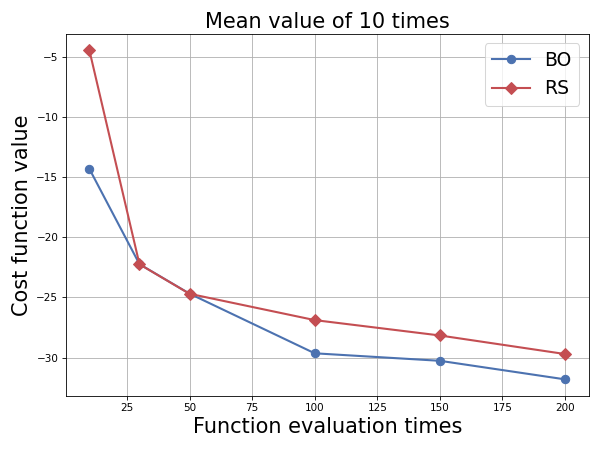 Mean value of 10 times
BO
RS
Cost function value
−5
−10
−15
−20
−25
−30
25 50 75 100 125 150 175 200
Function evaluation times